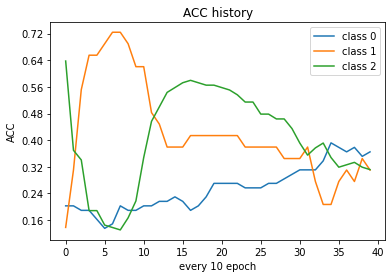 ACC history
class 0
class 1
class 2
ACC
0.72
0.64
0.56
0.48
0.40
0.32
0.24
0.16
0 5 10 15 20 25 30 35 40
every 10 epoch